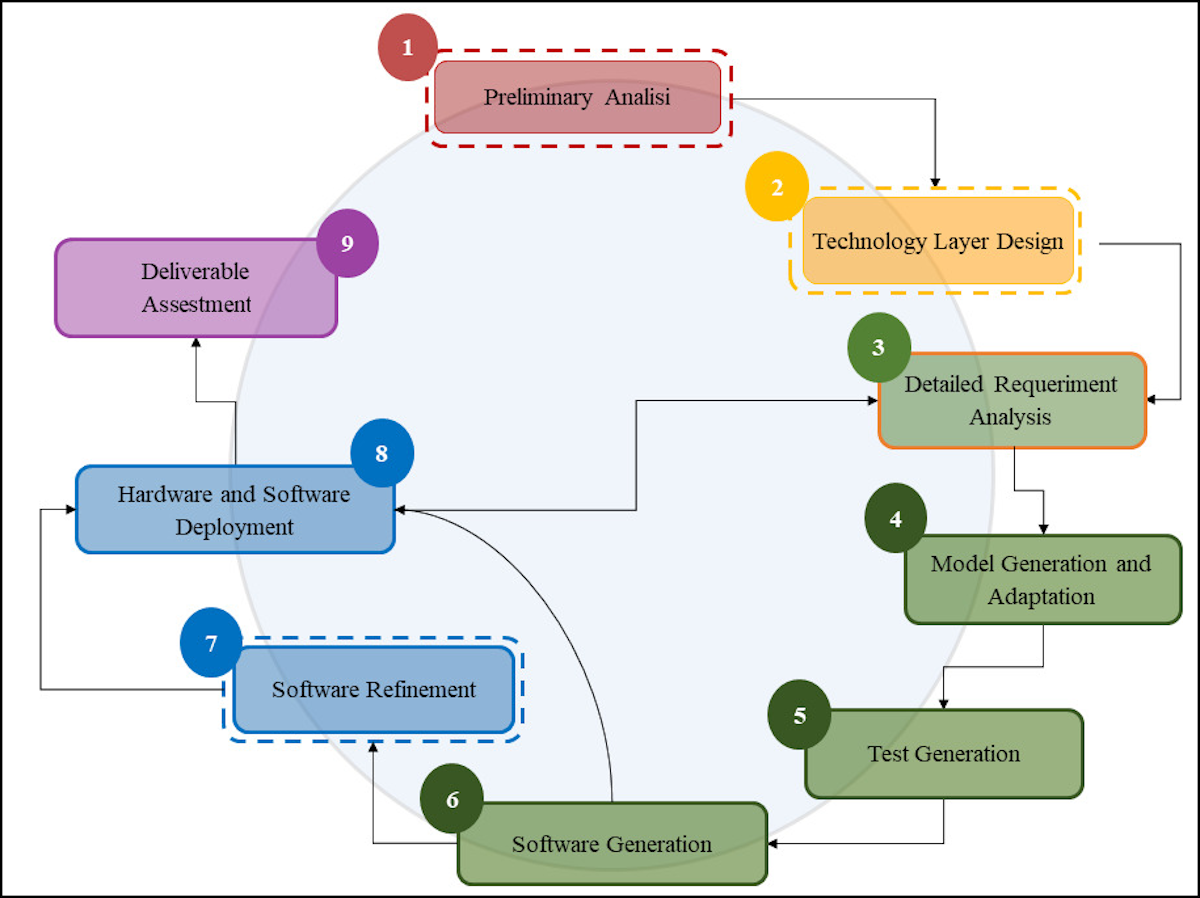 1
Preliminary Analisi
2
Technology Layer Design
3
Detailed Requeriment
Analysis
4
Model Generation and
Adaptation
5
Test Generation
6
Software Generation
7
Software Refinement
8
Hardware and Software
Deployment
9
Deliverable
Assestment